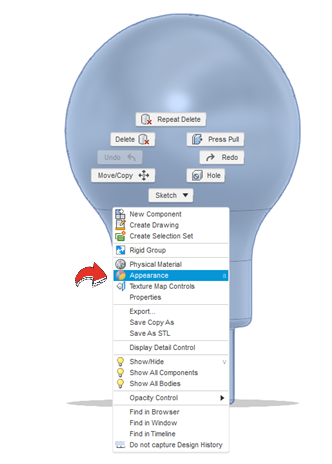 Repeat Delete
Delete
Press Pull
Undo
Redo
Move/Copy
Hole
Sketch
New Component
Create Drawing
Create Selection Set
Rigid Group
Physical Material
Appearance a
Texture Map Controls
Properties
Export...
Save Copy As
Save As STL
Display Detail Control
Show/Hide v
Show All Components
Show All Bodies
Opacity Control
Find in Browser
Find in Window
Find in Timeline
Do not capture Design History